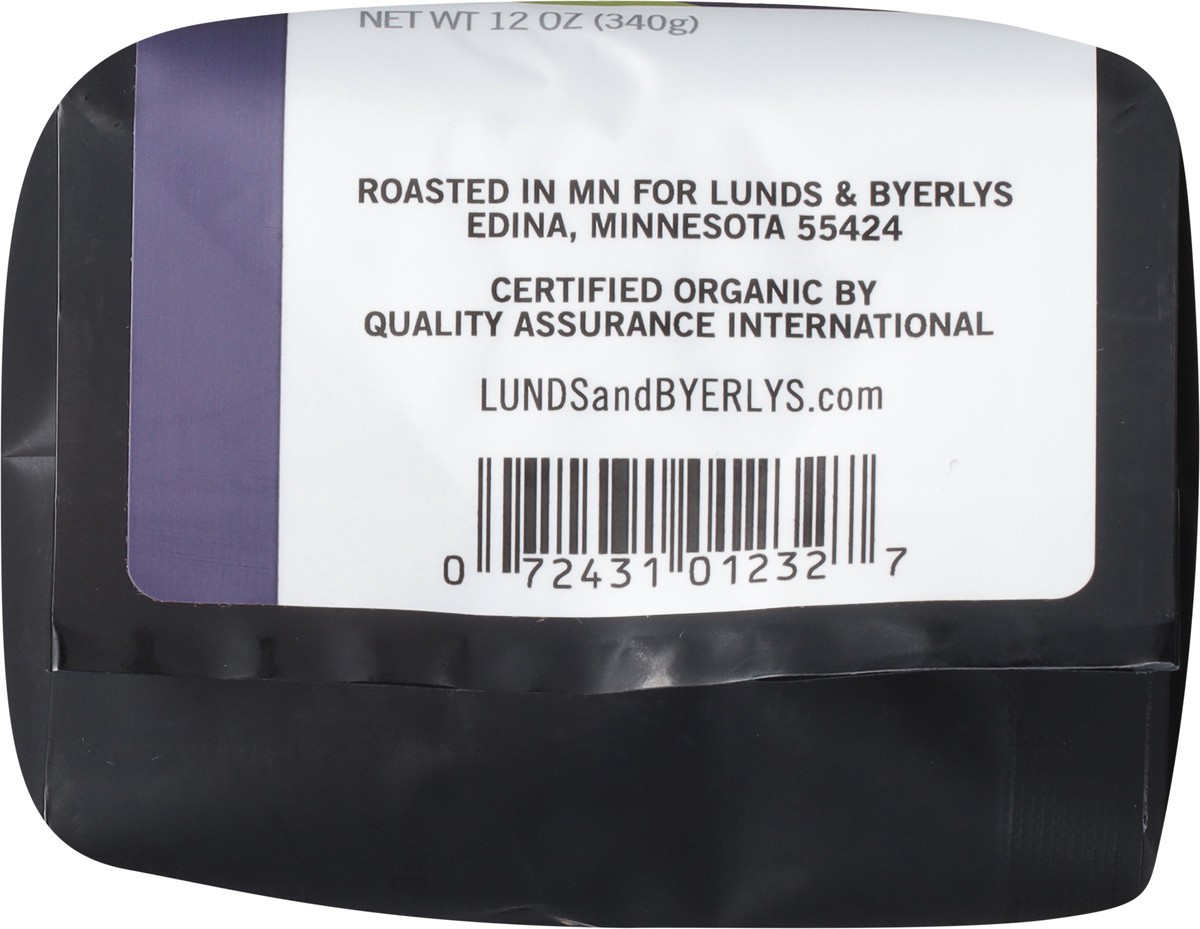 NET WT 12 OZ (340g)
ROASTED IN MN FOR LUNDS & BYERLYS
EDINA, MINNESOTA 55424
CERTIFIED ORGANIC BY
QUALITY ASSURANCE INTERNATIONAL
LUNDSandBYERLYS.com
0 72431 01232 7